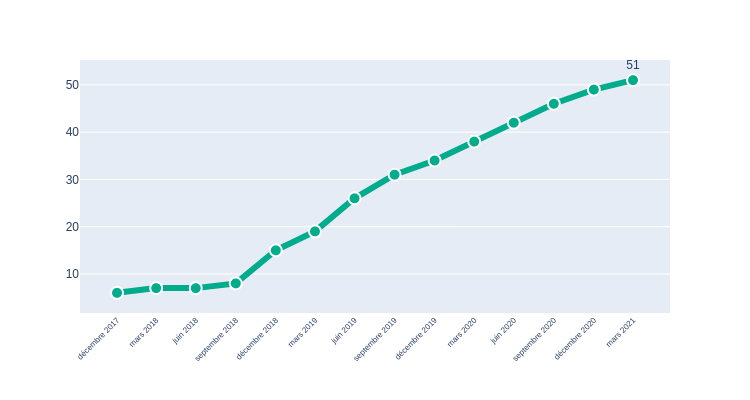 51
50
40
30
20
10
décembre 2017
mars 2018
juin 2018
septembre 2018
décembre 2018
mars 2019
juin 2019
septembre 2019
décembre 2019
mars 2020
juin 2020
septembre 2020
décembre 2020
mars 2021